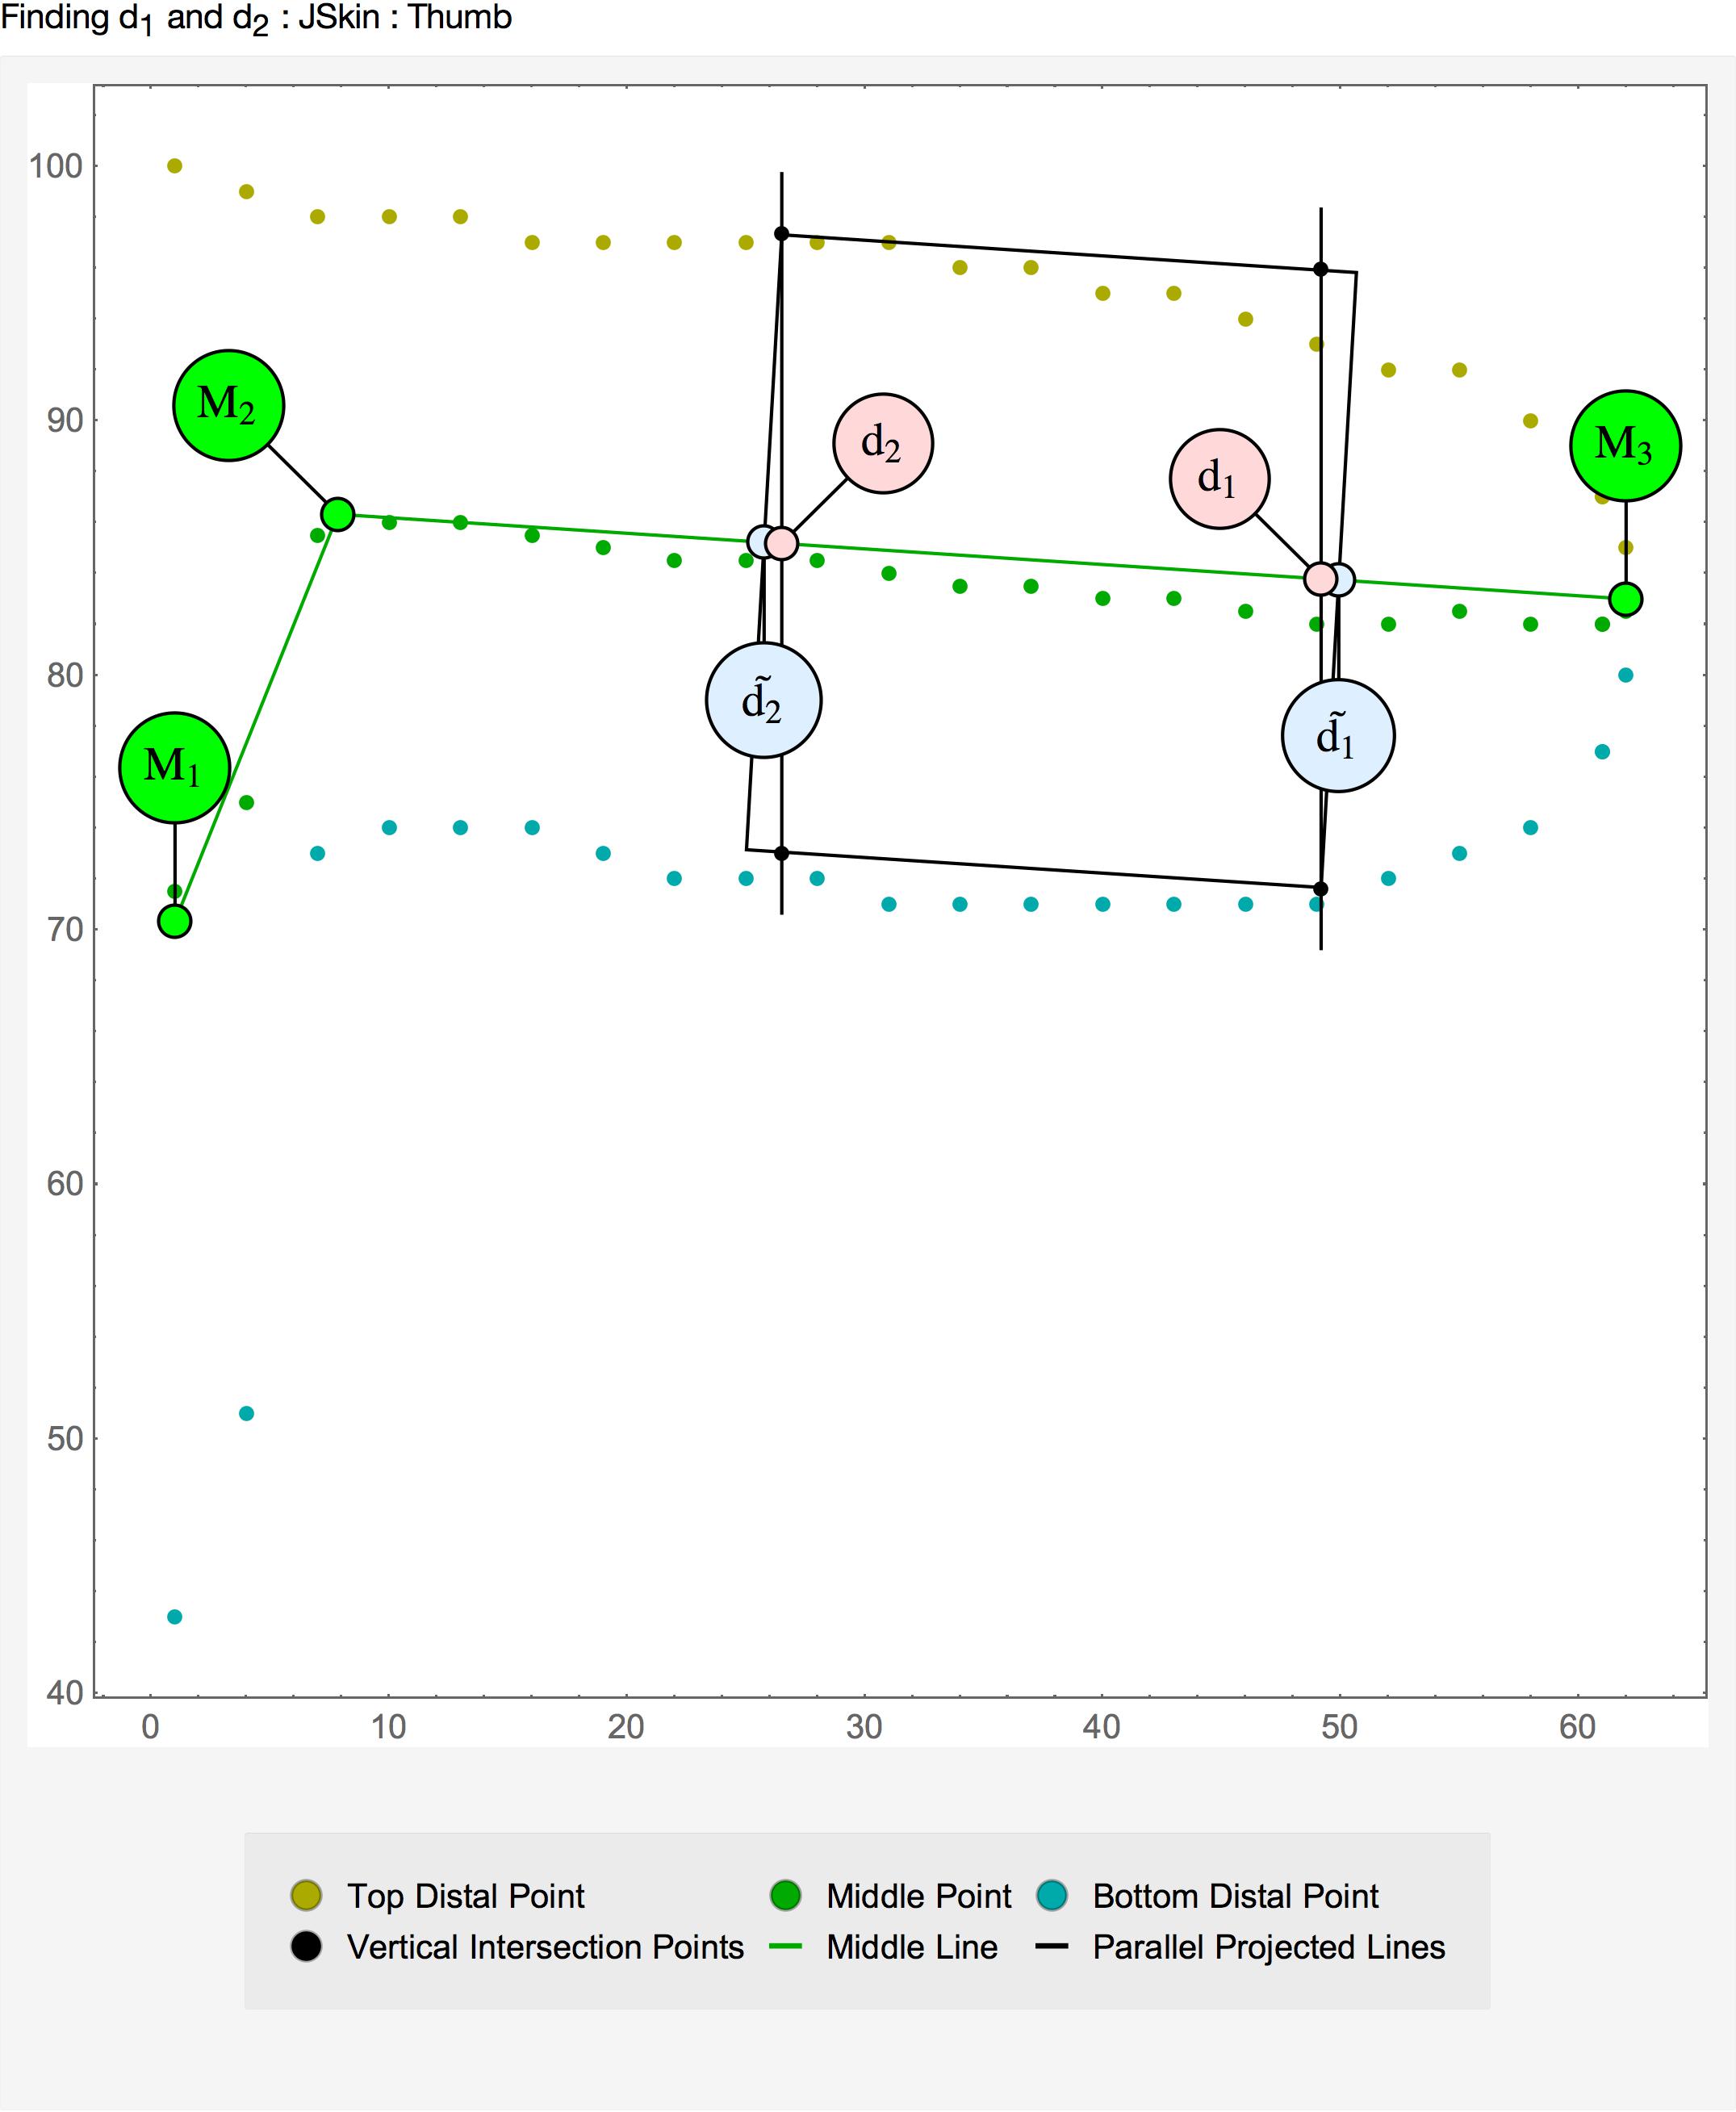 Finding d₁ and d₂ : JSkin : Thumb
100
90
80
70
60
50
40
M₂
d₂
d₁
M₃
d̃₂
d̃₁
M₁
0 10 20 30 40 50 60
Top Distal Point Middle Point Bottom Distal Point
Vertical Intersection Points Middle Line Parallel Projected Lines